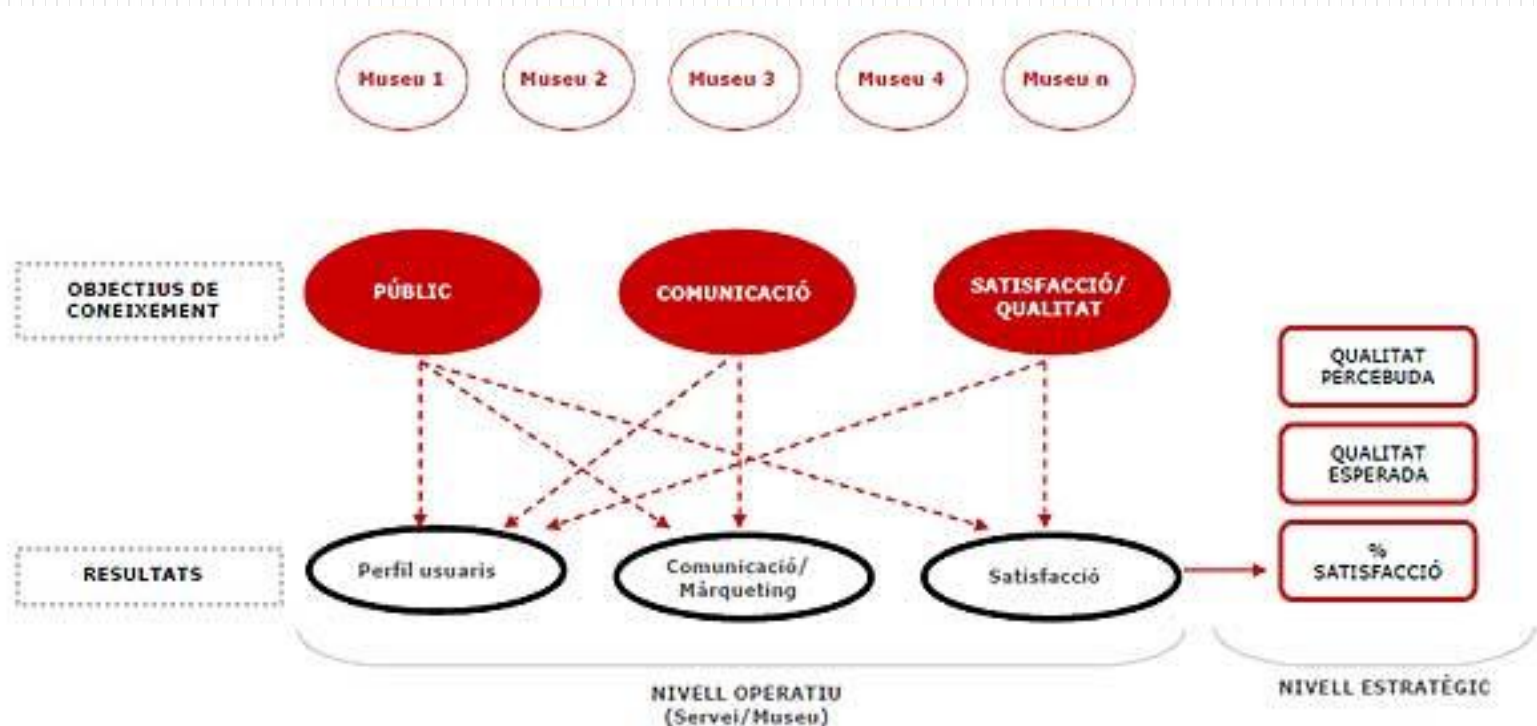 Museu 1
Museu 2
Museu 3
Museu 4
Museu n
OBJECTIUS DE
CONEIXEMENT
PÚBLIC
COMUNICACIÓ
SATISFACCIÓ/
QUALITAT
QUALITAT
PERCEBUDA
QUALITAT
ESPERADA
%
SATISFACCIÓ
RESULTATS
Perfil usuaris
Comunicació/
Màrqueting
Satisfacció
NIVELL OPERATIU
(Servei/Museu)
NIVELL ESTRATÈGIC